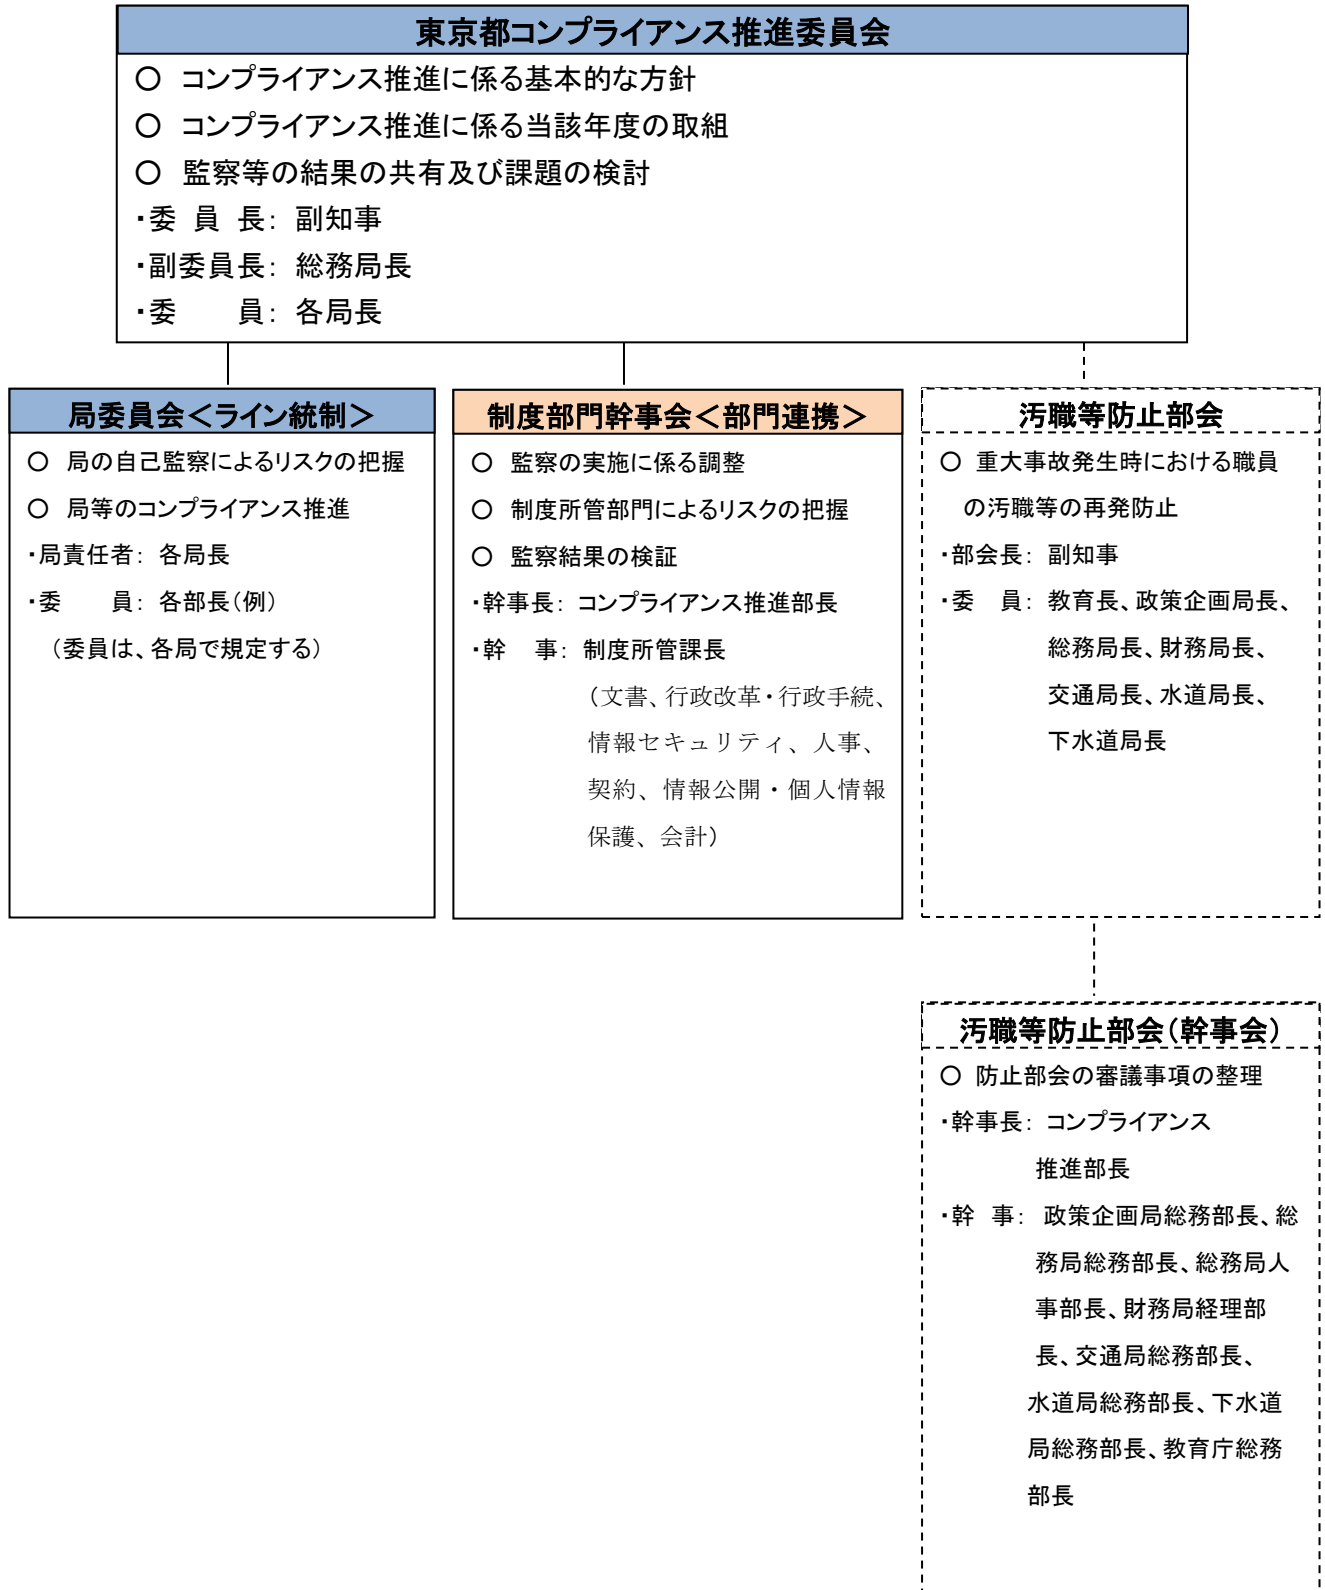 東京都コンプライアンス推進委員会
○ コンプライアンス推進に係る基本的な方針
○ コンプライアンス推進に係る当該年度の取組
○ 監察等の結果の共有及び課題の検討
・委 員 長： 副知事
・副委員長： 総務局長
・委　　員： 各局長
局委員会＜ライン統制＞
○ 局の自己監察によるリスクの把握
○ 局等のコンプライアンス推進
・局責任者： 各局長
・委　　員： 各部長（例）
（委員は、各局で規定する）
制度部門幹事会＜部門連携＞
○ 監察の実施に係る調整
○ 制度所管部門によるリスクの把握
○ 監察結果の検証
・幹事長： コンプライアンス推進部長
・幹　事： 制度所管課長
（文書、行政改革・行政手続、
情報セキュリティ、人事、
契約、情報公開・個人情報
保護、会計）
汚職等防止部会
○ 重大事故発生時における職員
の汚職等の再発防止
・部会長： 副知事
・委　員： 教育長、政策企画局長、
総務局長、財務局長、
交通局長、水道局長、
下水道局長
汚職等防止部会（幹事会）
○ 防止部会の審議事項の整理
・幹事長： コンプライアンス
推進部長
・幹　事： 政策企画局総務部長、総
務局総務部長、総務局人
事部長、財務局経理部
長、交通局総務部長、
水道局総務部長、下水道
局総務部長、教育庁総務
部長